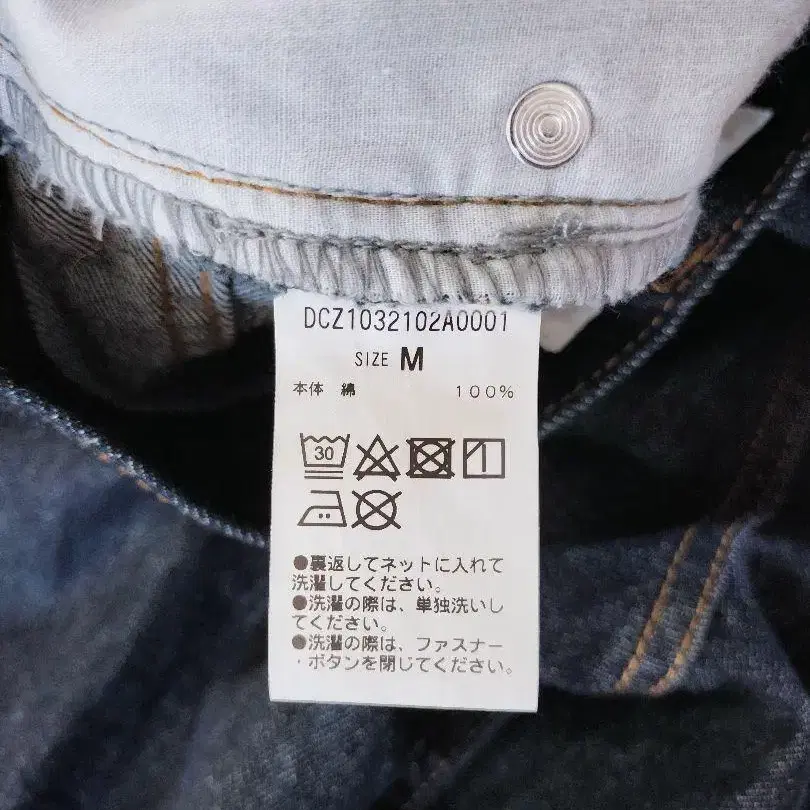 DCZ1032102A0001
SIZE M
本体 綿 100%
30
●裏返してネットに入れて
洗濯してください。
●洗濯の際は、単独洗いし
てください。
●洗濯の際は、ファスナー
・ボタンを閉じてください。